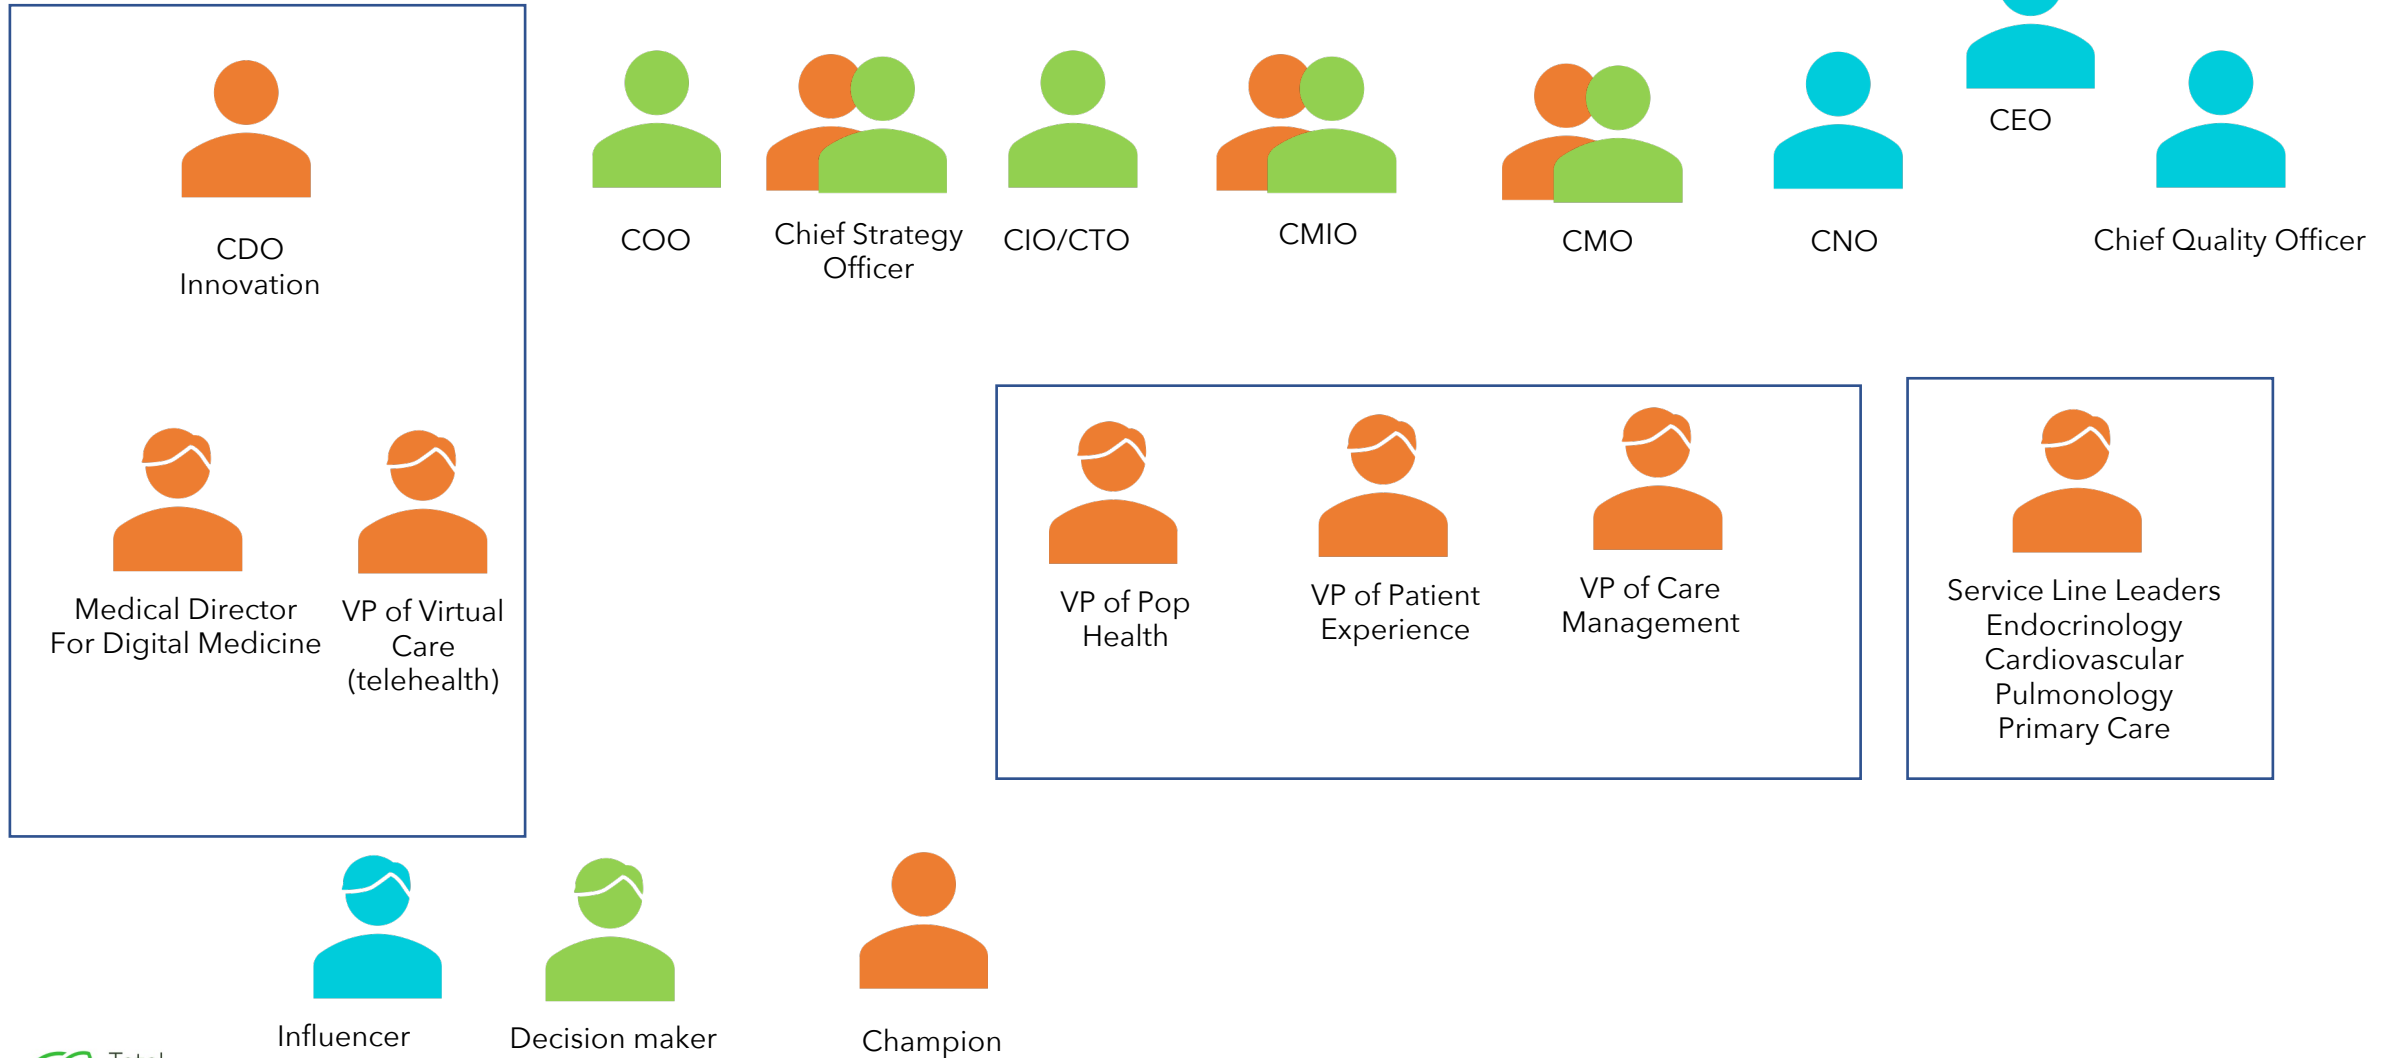 CEO
CDO
Innovation
COO
Chief Strategy
Officer
CIO/CTO
CMIO
CMO
CNO
Chief Quality Officer
Medical Director
For Digital Medicine
VP of Virtual
Care
(telehealth)
VP of Pop
Health
VP of Patient
Experience
VP of Care
Management
Service Line Leaders
Endocrinology
Cardiovascular
Pulmonology
Primary Care
Influencer
Decision maker
Champion
Total